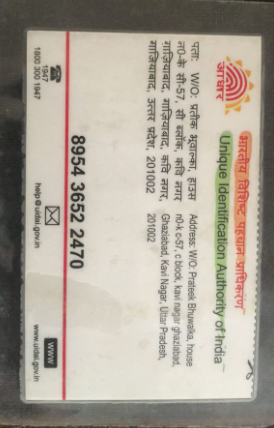 आधार
भारतीय विशिष्ट पहचान प्राधिकरण
Unique Identification Authority of India
पता: W/O: प्रतीक भुवालका, हाउस
न0-के सी-57, सी ब्लॉक, कवि नगर
गाज़ियाबाद, गाज़ियाबाद, कवि नगर,
गाजियाबाद, उत्तर प्रदेश, 201002
Address: W/O: Prateek Bhuwalka, house
n0-k c-57, c block, kavi nagar ghaziabad,
Ghaziabad, Kavi Nagar, Uttar Pradesh,
201002
8954 3652 2470
1947
1800 300 1947
help@uidai.gov.in
www
www.uidai.gov.in